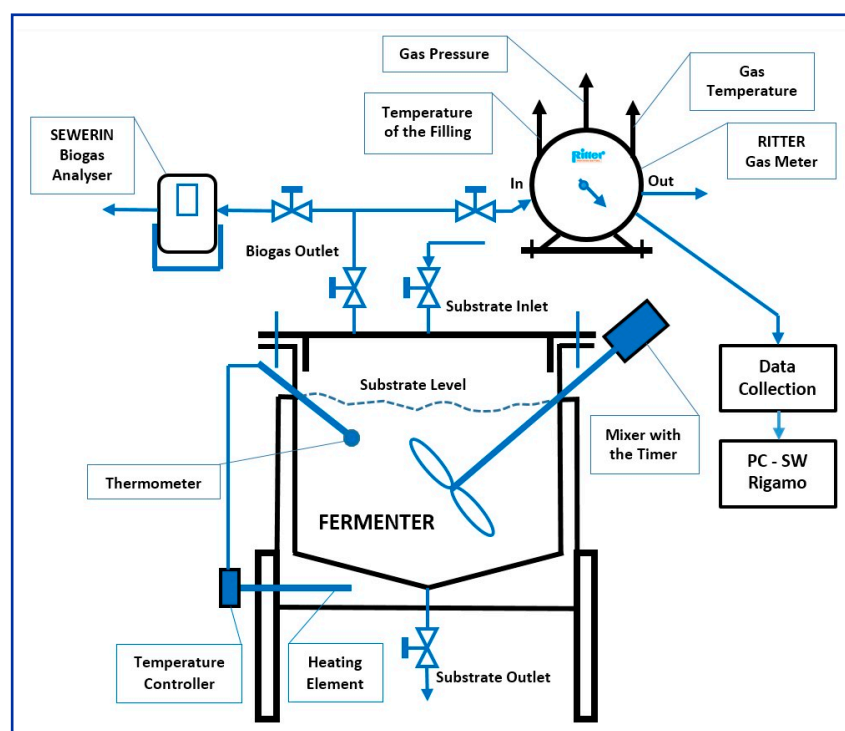 Gas Pressure
Gas
Temperature
Temperature
of the Filling
SEWERIN
Biogas
Analyser
Ritter
RITTER
Gas Meter
In
Out
Biogas Outlet
Substrate Inlet
Substrate Level
Data
Collection
Mixer with
the Timer
PC - SW
Rigamo
Thermometer
FERMENTER
Temperature
Controller
Heating
Element
Substrate Outlet